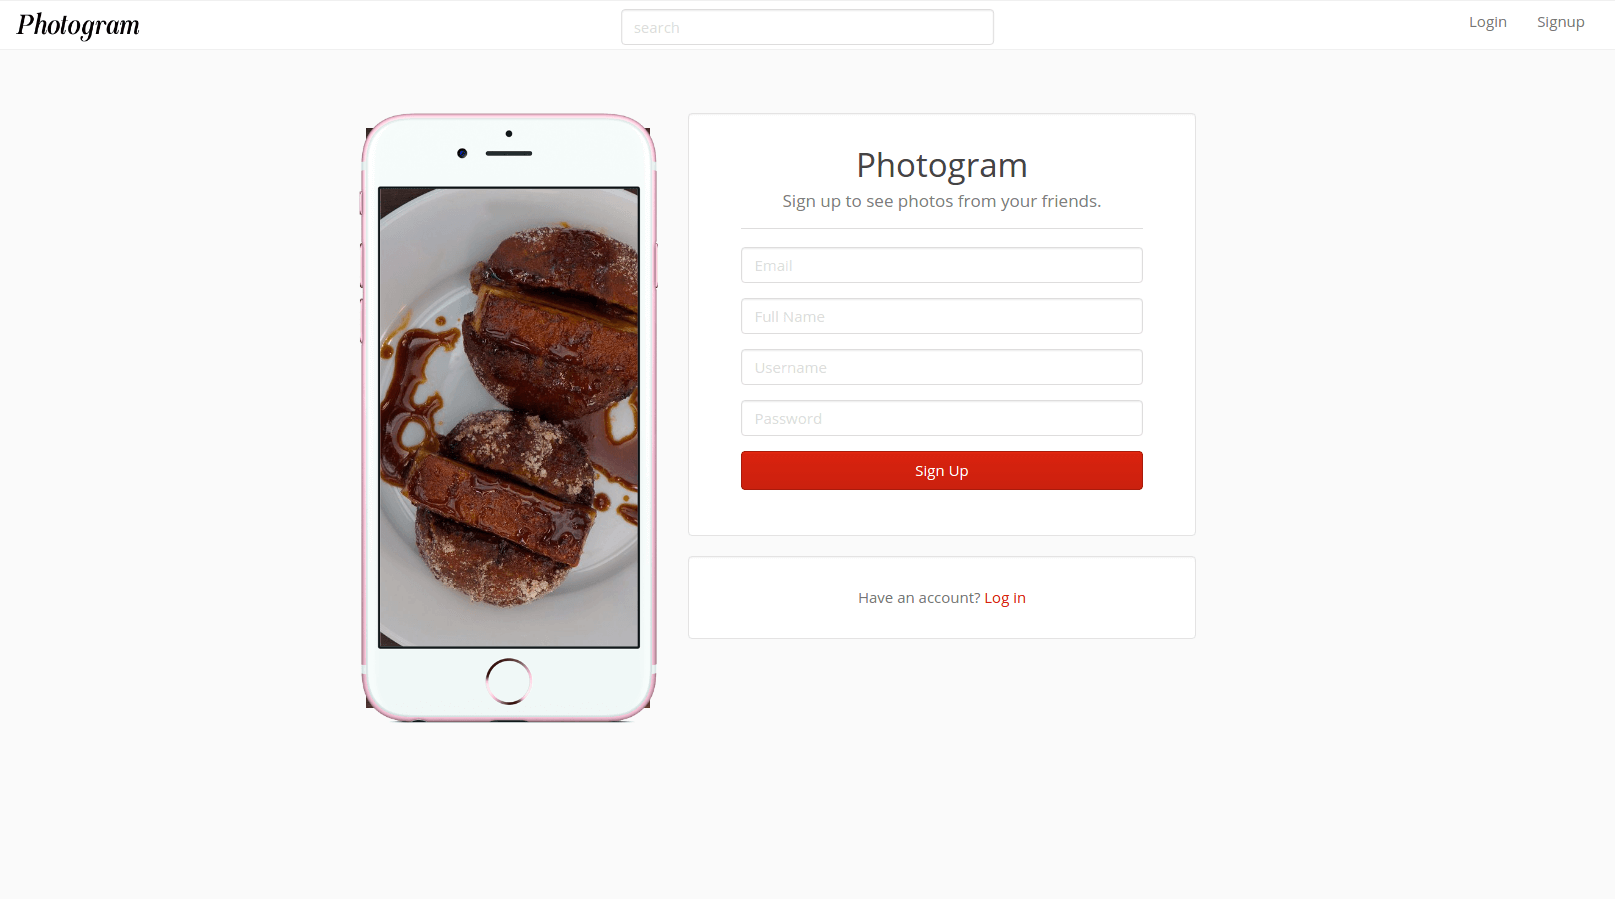 Photogram
search
Login
Signup
Photogram
Sign up to see photos from your friends.
Email
Full Name
Username
Password
Sign Up
Have an account? Log in